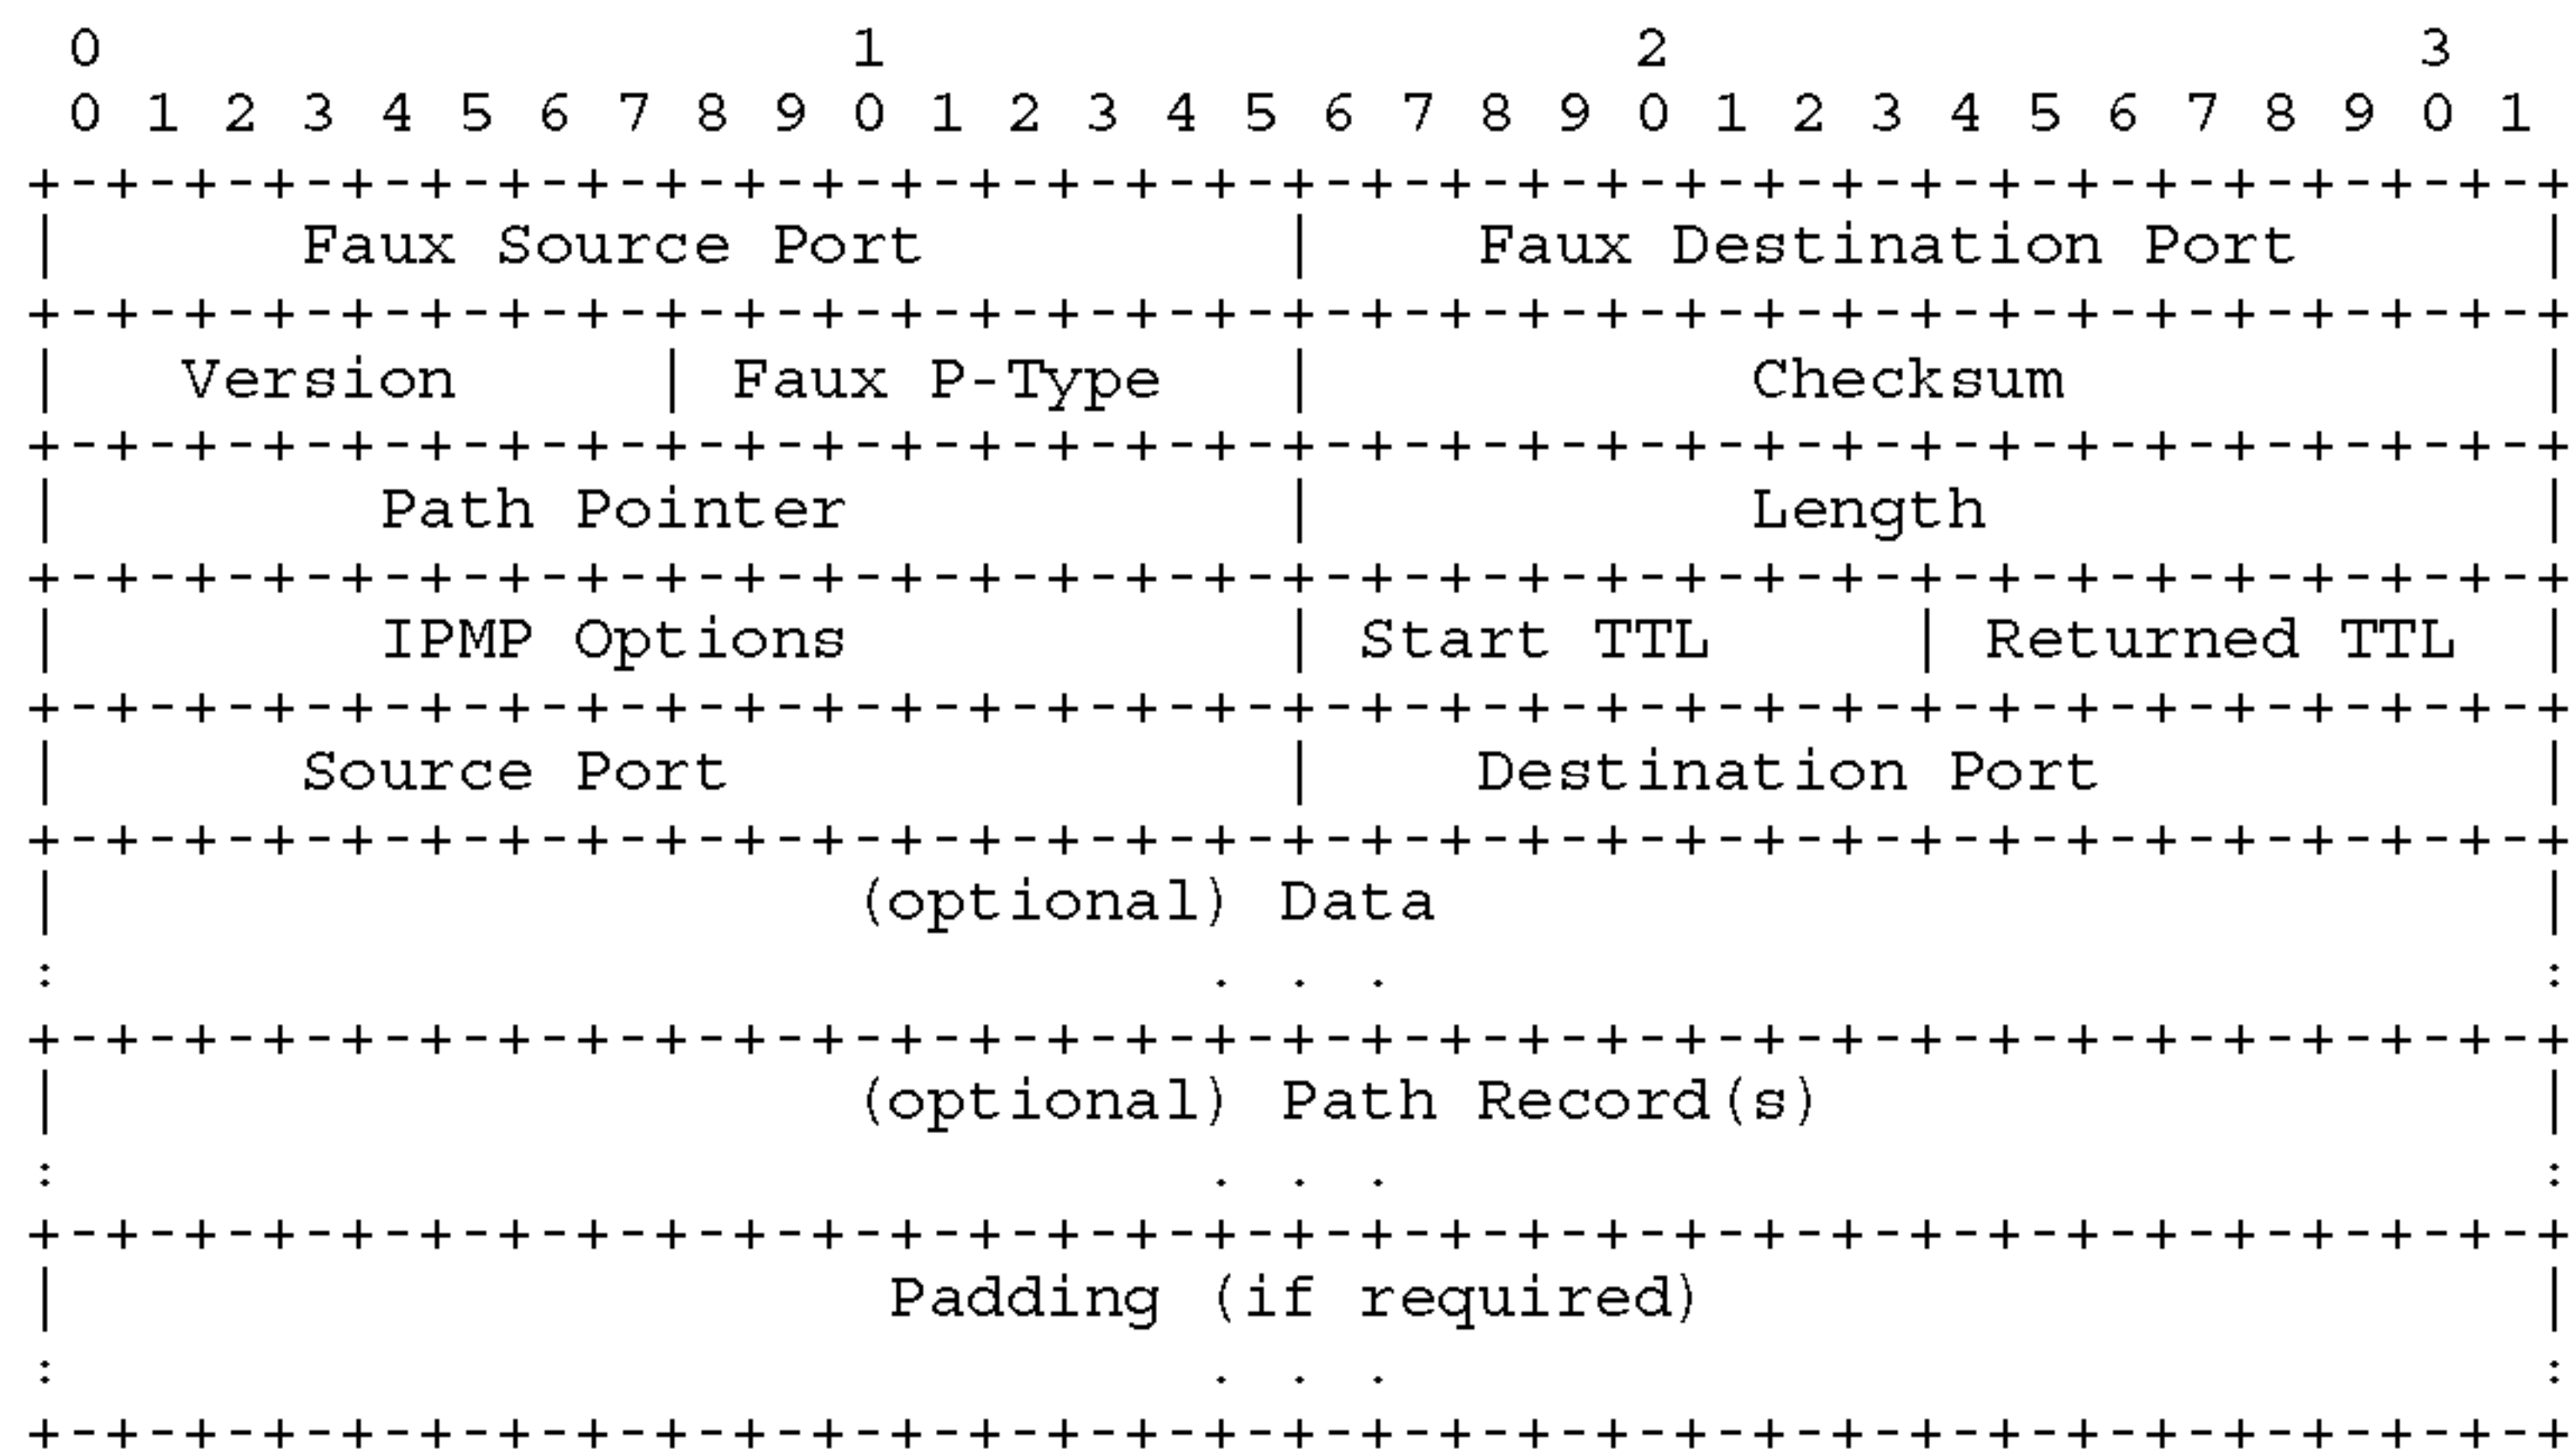 0                   1                   2                   3
 0 1 2 3 4 5 6 7 8 9 0 1 2 3 4 5 6 7 8 9 0 1 2 3 4 5 6 7 8 9 0 1
+-+-+-+-+-+-+-+-+-+-+-+-+-+-+-+-+-+-+-+-+-+-+-+-+-+-+-+-+-+-+-+-+
|      Faux Source Port         |    Faux Destination Port      |
+-+-+-+-+-+-+-+-+-+-+-+-+-+-+-+-+-+-+-+-+-+-+-+-+-+-+-+-+-+-+-+-+
|   Version     | Faux P-Type   |           Checksum            |
+-+-+-+-+-+-+-+-+-+-+-+-+-+-+-+-+-+-+-+-+-+-+-+-+-+-+-+-+-+-+-+-+
|        Path Pointer           |           Length              |
+-+-+-+-+-+-+-+-+-+-+-+-+-+-+-+-+-+-+-+-+-+-+-+-+-+-+-+-+-+-+-+-+
|        IPMP Options           | Start TTL     | Returned TTL  |
+-+-+-+-+-+-+-+-+-+-+-+-+-+-+-+-+-+-+-+-+-+-+-+-+-+-+-+-+-+-+-+-+
|      Source Port              |    Destination Port           |
+-+-+-+-+-+-+-+-+-+-+-+-+-+-+-+-+-+-+-+-+-+-+-+-+-+-+-+-+-+-+-+-+
|                    (optional) Data                            |
:                             . . .                             :
+-+-+-+-+-+-+-+-+-+-+-+-+-+-+-+-+-+-+-+-+-+-+-+-+-+-+-+-+-+-+-+-+
|                    (optional) Path Record(s)                  |
:                             . . .                             :
+-+-+-+-+-+-+-+-+-+-+-+-+-+-+-+-+-+-+-+-+-+-+-+-+-+-+-+-+-+-+-+-+
|                     Padding (if required)                     |
:                             . . .                             :
+-+-+-+-+-+-+-+-+-+-+-+-+-+-+-+-+-+-+-+-+-+-+-+-+-+-+-+-+-+-+-+-+